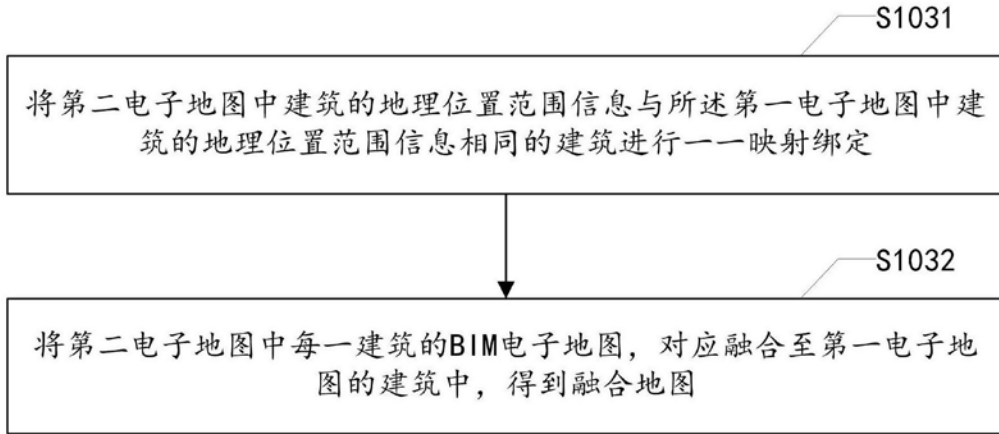 S1031
将第二电子地图中建筑的地理位置范围信息与所述第一电子地图中建
筑的地理位置范围信息相同的建筑进行一一映射绑定
S1032
将第二电子地图中每一建筑的BIM电子地图，对应融合至第一电子地
图的建筑中，得到融合地图